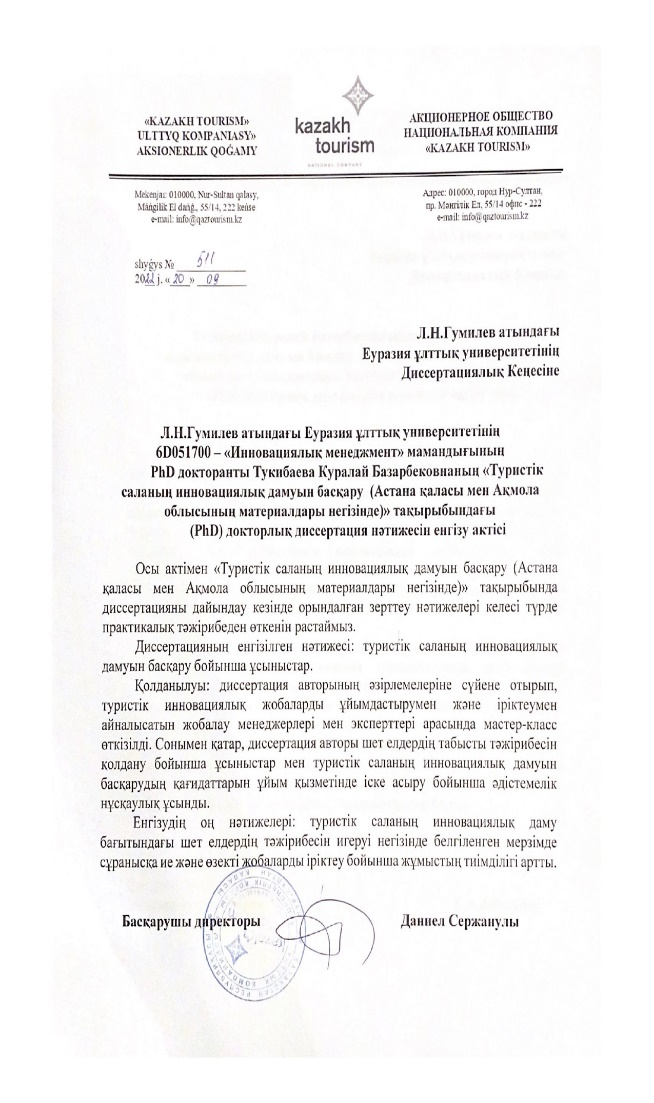 «KAZAKH TOURISM»
ULTTYQ KOMPANIASY»
AKSIONERLIK QOǴAMY
kazakh
tourism
NATIONAL COMPANY
АКЦИОНЕРНОЕ ОБЩЕСТВО
НАЦИОНАЛЬНАЯ КОМПАНИЯ
«KAZAKH TOURISM»
Mekenjaı: 010000, Nur-Sultan qalasy,
Máńgilik El dańǵ., 55/14, 222 keńse
e-mail: info@qaztourism.kz
Адрес: 010000, город Нур-Султан,
пр. Мәңгілік Ел, 55/14 офис - 222
e-mail: info@qaztourism.kz
shyǵys № 511
2022 j. «20» 09
Л.Н.Гумилев атындағы
Еуразия ұлттық университетінің
Диссертациялық Кеңесіне
Л.Н.Гумилев атындағы Еуразия ұлттық университетінің
6D051700 – «Инновациялық менеджмент» мамандығының
PhD докторанты Тукибаева Куралай Базарбековнаның «Туристік
саланың инновациялық дамуын басқару (Астана қаласы мен Ақмола
облысының материалдары негізінде)» тақырыбындағы
(PhD) докторлық диссертация нәтижесін енгізу актісі
Осы актімен «Туристік саланың инновациялық дамуын басқару (Астана
қаласы мен Ақмола облысының материалдары негізінде)» тақырыбында
диссертацияны дайындау кезінде орындалған зерттеу нәтижелері келесі түрде
практикалық тәжірибеден өткенін растаймыз.
Диссертациянын енгізілген нәтижесі: туристік саланың инновациялық
дамуын басқару бойынша ұсыныстар.
Қолданылуы: диссертация авторының әзірлемелеріне сүйене отырып,
туристік инновациялық жобаларды ұйымдастырумен және іріктеумен
айналысатын жобалау менеджерлері мен эксперттері арасында мастер-класс
өткізілді. Сонымен қатар, диссертация авторы шет елдердің табысты тәжірибесін
қолдану бойынша ұсыныстар мен туристік саланың инновациялық дамуын
басқарудың қағидаттарын ұйым қызметінде іске асыру бойынша әдістемелік
нұсқаулық ұсынды.
Енгізудің оң нәтижелері: туристік саланың инновациялық даму
бағытындағы шет елдердің тәжірибесін игеруі негізінде белгіленген мерзімде
сұранысқа ие және өзекті жобаларды іріктеу бойынша жұмыстың тиімділігі артты.
Басқарушы директоры
Даниел Сержанулы